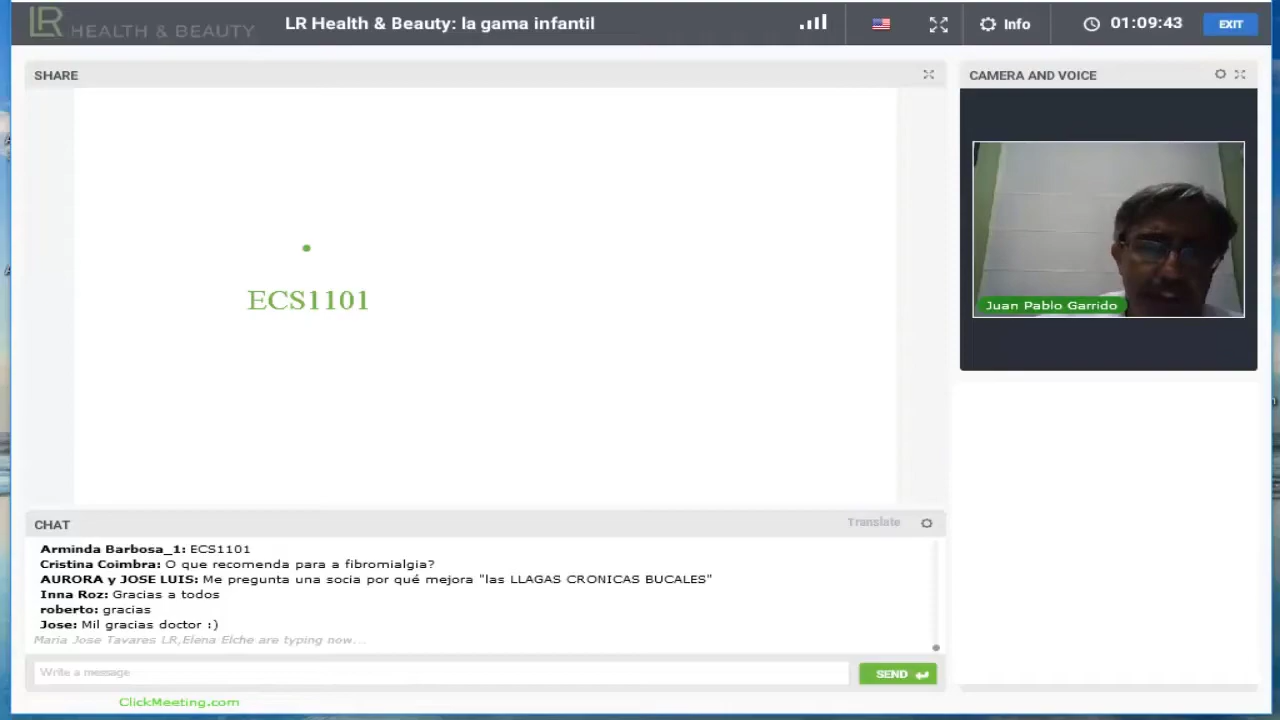 LR HEALTH & BEAUTY
LR Health & Beauty: la gama infantil
Info
01:09:43
EXIT
SHARE
CAMERA AND VOICE
ECS1101
Juan Pablo Garrido
CHAT
Translate
Arminda Barbosa_1: ECS1101
Cristina Coimbra: O que recomenda para a fibromialgia?
AURORA y JOSE LUIS: Me pregunta una socia por qué mejora "las LLAGAS CRONICAS BUCALES"
Inna Roz: Gracias a todos
roberto: gracias
Jose: Mil gracias doctor :)
Maria Jose Tavares LR,Elena Elche are typing now...
Write a message
SEND
ClickMeeting.com